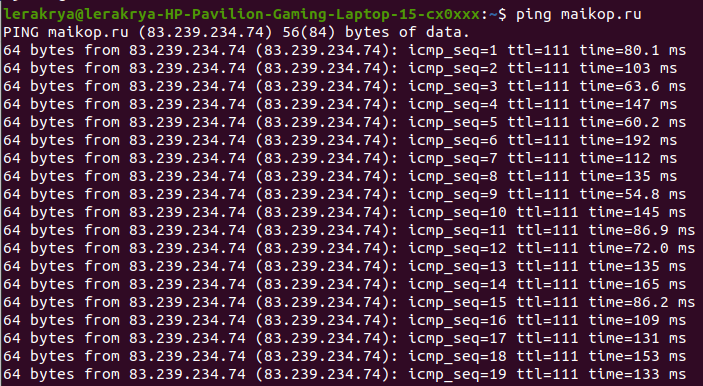 lerakrya@lerakrya-HP-Pavilion-Gaming-Laptop-15-cx0xxx:~$ ping maikop.ru
PING maikop.ru (83.239.234.74) 56(84) bytes of data.
64 bytes from 83.239.234.74 (83.239.234.74): icmp_seq=1 ttl=111 time=80.1 ms
64 bytes from 83.239.234.74 (83.239.234.74): icmp_seq=2 ttl=111 time=103 ms
64 bytes from 83.239.234.74 (83.239.234.74): icmp_seq=3 ttl=111 time=63.6 ms
64 bytes from 83.239.234.74 (83.239.234.74): icmp_seq=4 ttl=111 time=147 ms
64 bytes from 83.239.234.74 (83.239.234.74): icmp_seq=5 ttl=111 time=60.2 ms
64 bytes from 83.239.234.74 (83.239.234.74): icmp_seq=6 ttl=111 time=192 ms
64 bytes from 83.239.234.74 (83.239.234.74): icmp_seq=7 ttl=111 time=112 ms
64 bytes from 83.239.234.74 (83.239.234.74): icmp_seq=8 ttl=111 time=135 ms
64 bytes from 83.239.234.74 (83.239.234.74): icmp_seq=9 ttl=111 time=54.8 ms
64 bytes from 83.239.234.74 (83.239.234.74): icmp_seq=10 ttl=111 time=145 ms
64 bytes from 83.239.234.74 (83.239.234.74): icmp_seq=11 ttl=111 time=86.9 ms
64 bytes from 83.239.234.74 (83.239.234.74): icmp_seq=12 ttl=111 time=72.0 ms
64 bytes from 83.239.234.74 (83.239.234.74): icmp_seq=13 ttl=111 time=135 ms
64 bytes from 83.239.234.74 (83.239.234.74): icmp_seq=14 ttl=111 time=165 ms
64 bytes from 83.239.234.74 (83.239.234.74): icmp_seq=15 ttl=111 time=86.2 ms
64 bytes from 83.239.234.74 (83.239.234.74): icmp_seq=16 ttl=111 time=109 ms
64 bytes from 83.239.234.74 (83.239.234.74): icmp_seq=17 ttl=111 time=131 ms
64 bytes from 83.239.234.74 (83.239.234.74): icmp_seq=18 ttl=111 time=153 ms
64 bytes from 83.239.234.74 (83.239.234.74): icmp_seq=19 ttl=111 time=133 ms